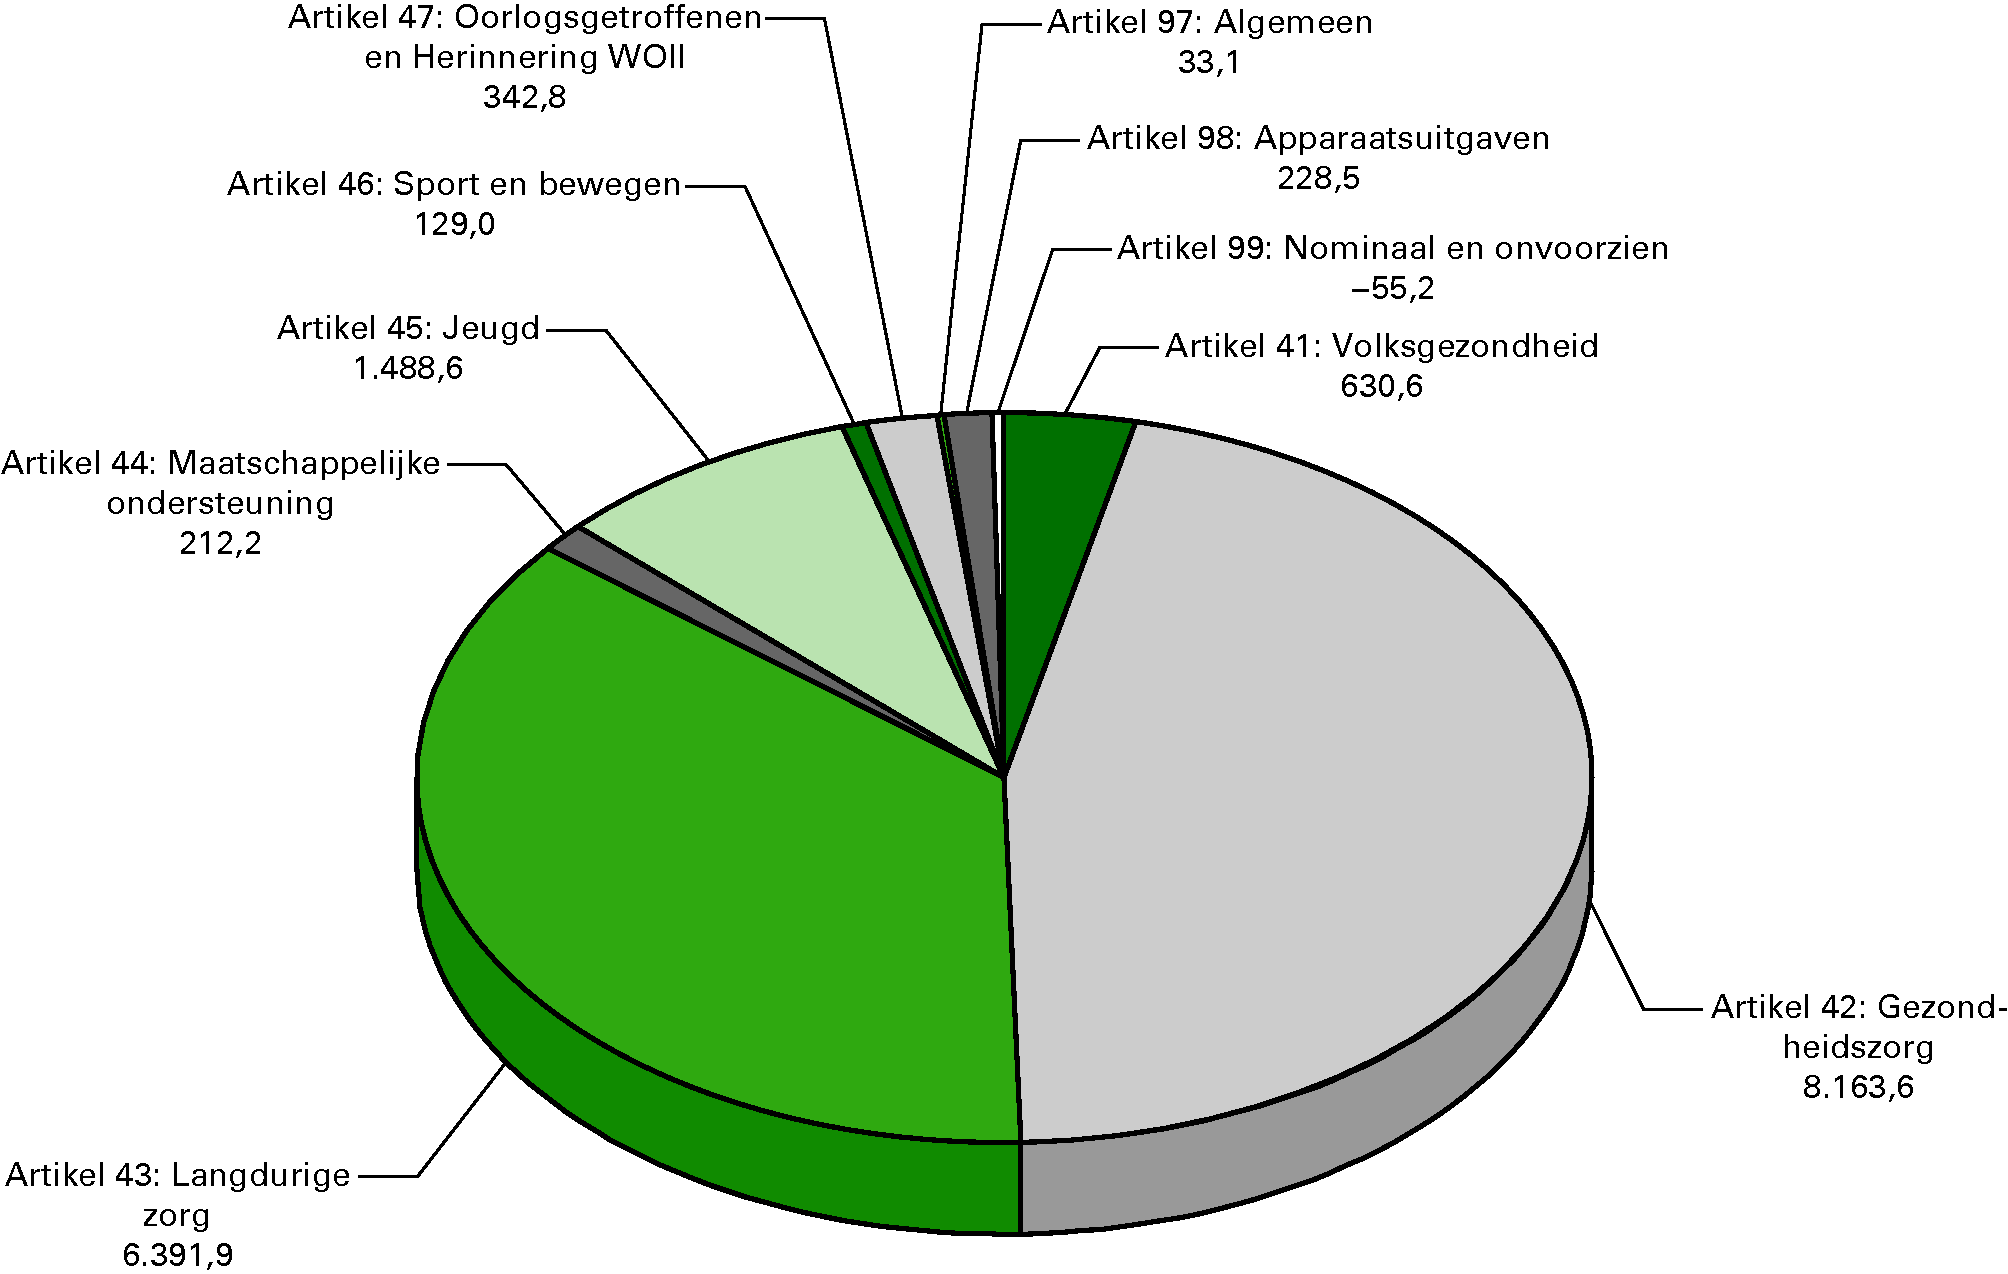 Artikel 47: Oorlogsgetroffenen
en Herinnering WOII
342,8
Artikel 97: Algemeen
33,1
Artikel 98: Apparaatsuitgaven
228,5
Artikel 46: Sport en bewegen
129,0
Artikel 99: Nominaal en onvoorzien
–55,2
Artikel 45: Jeugd
1.488,6
Artikel 41: Volksgezondheid
630,6
Artikel 44: Maatschappelijke
ondersteuning
212,2
Artikel 42: Gezond-
heidszorg
8.163,6
Artikel 43: Langdurige
zorg
6.391,9